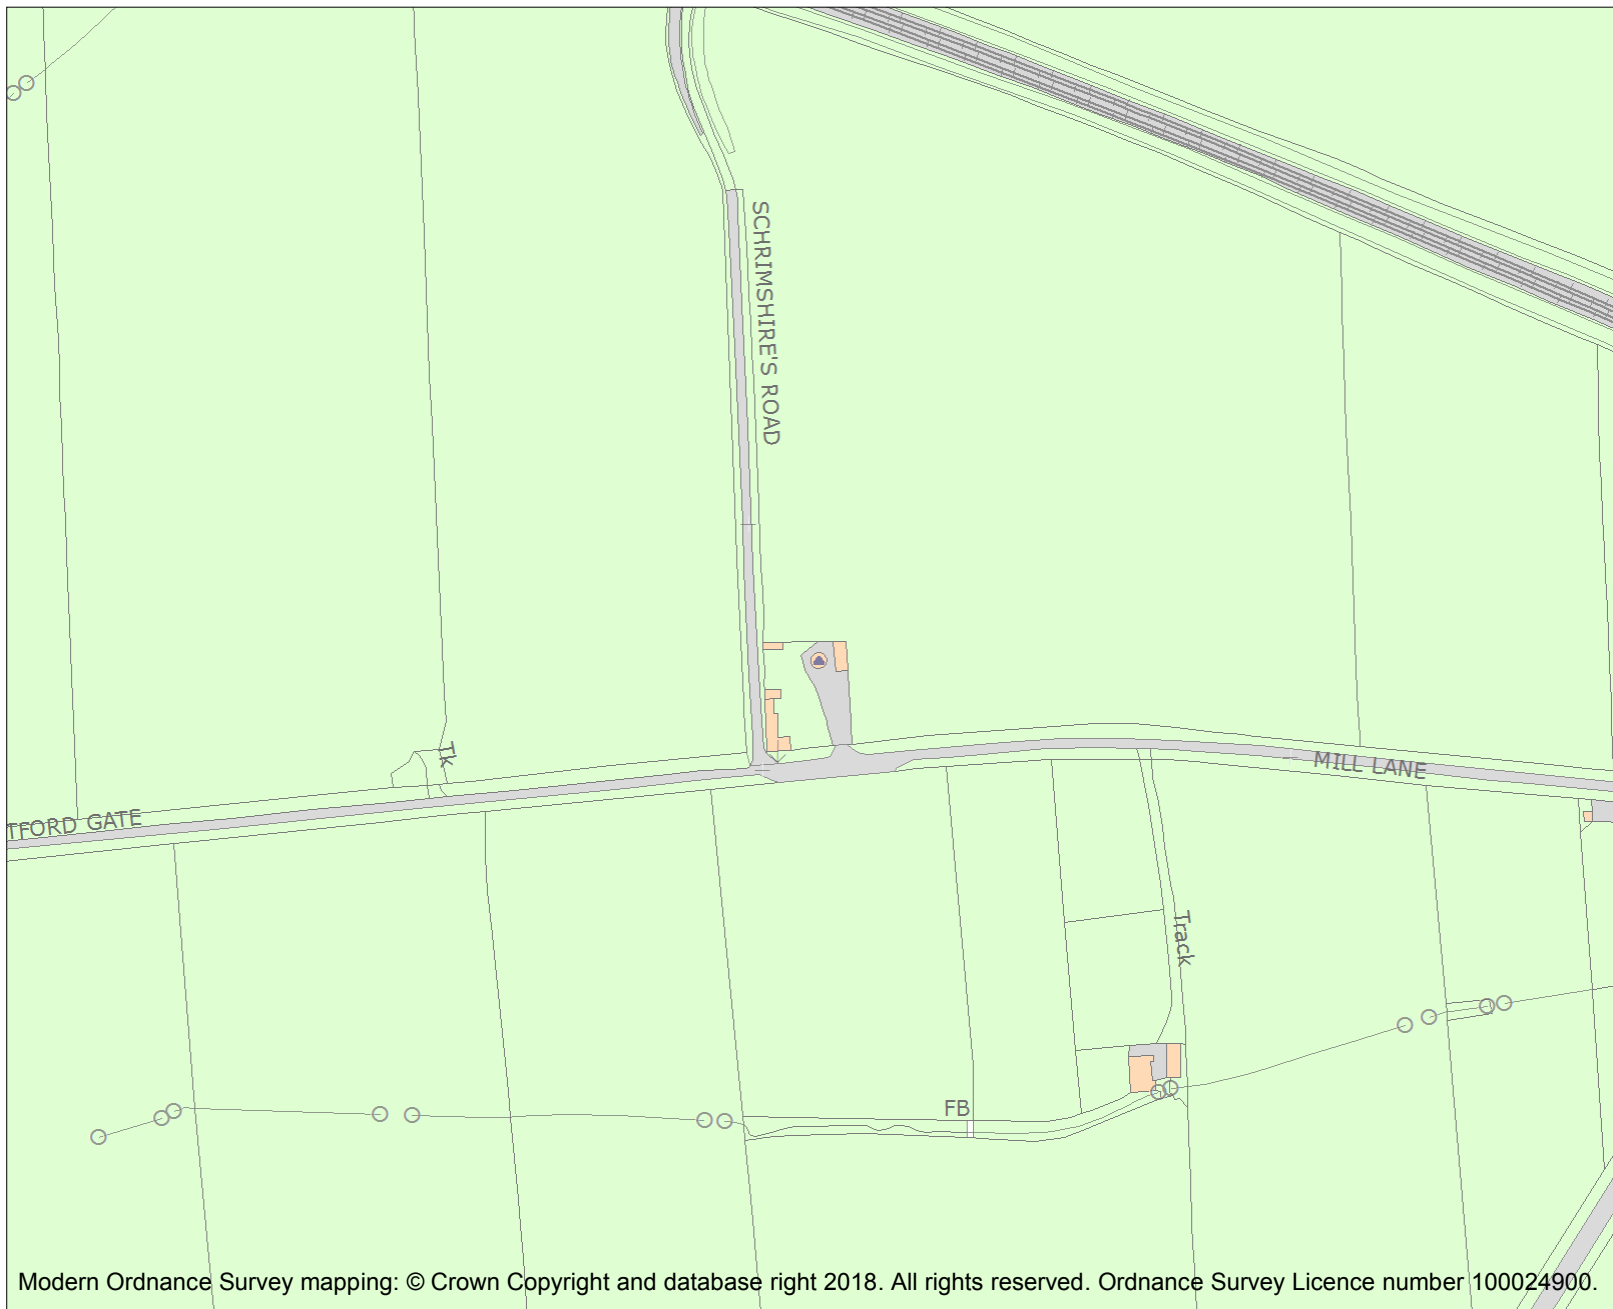 SCHRIMSHIRE'S ROAD
Tk
MILL LANE
TFORD GATE
Track
FB
Modern Ordnance Survey mapping: © Crown Copyright and database right 2018. All rights reserved. Ordnance Survey Licence number 100024900.